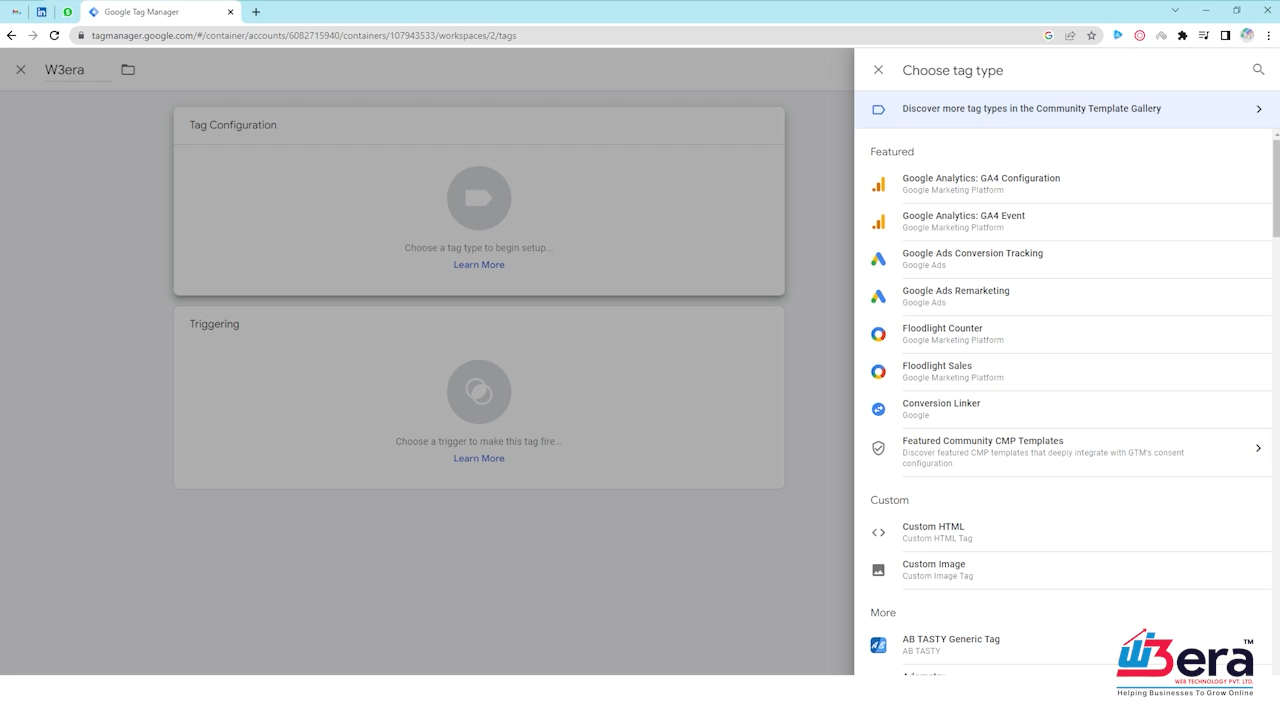 Google Tag Manager
tagmanager.google.com/#/container/accounts/6082715940/containers/107943533/workspaces/2/tags
W3era
Tag Configuration
Choose a tag type to begin setup...
Learn More
Triggering
Choose a trigger to make this tag fire...
Learn More
Choose tag type
Discover more tag types in the Community Template Gallery
Featured
Google Analytics: GA4 Configuration
Google Marketing Platform
Google Analytics: GA4 Event
Google Marketing Platform
Google Ads Conversion Tracking
Google Ads
Google Ads Remarketing
Google Ads
Floodlight Counter
Google Marketing Platform
Floodlight Sales
Google Marketing Platform
Conversion Linker
Google
Featured Community CMP Templates
Discover featured CMP templates that deeply integrate with GTM's consent
configuration
Custom
Custom HTML
Custom HTML Tag
Custom Image
Custom Image Tag
More
AB TASTY Generic Tag
AB TASTY
W3era™
WEB TECHNOLOGY PVT. LTD.
Helping Businesses To Grow Online